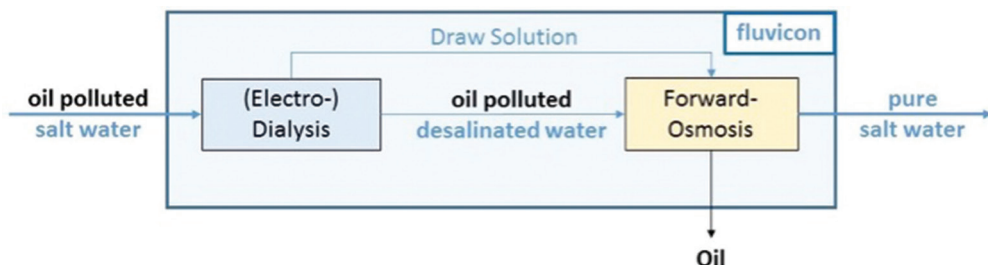 fluvicon
Draw Solution
oil polluted
salt water
(Electro-)
Dialysis
oil polluted
desalinated water
Forward-
Osmosis
pure
salt water
Oil